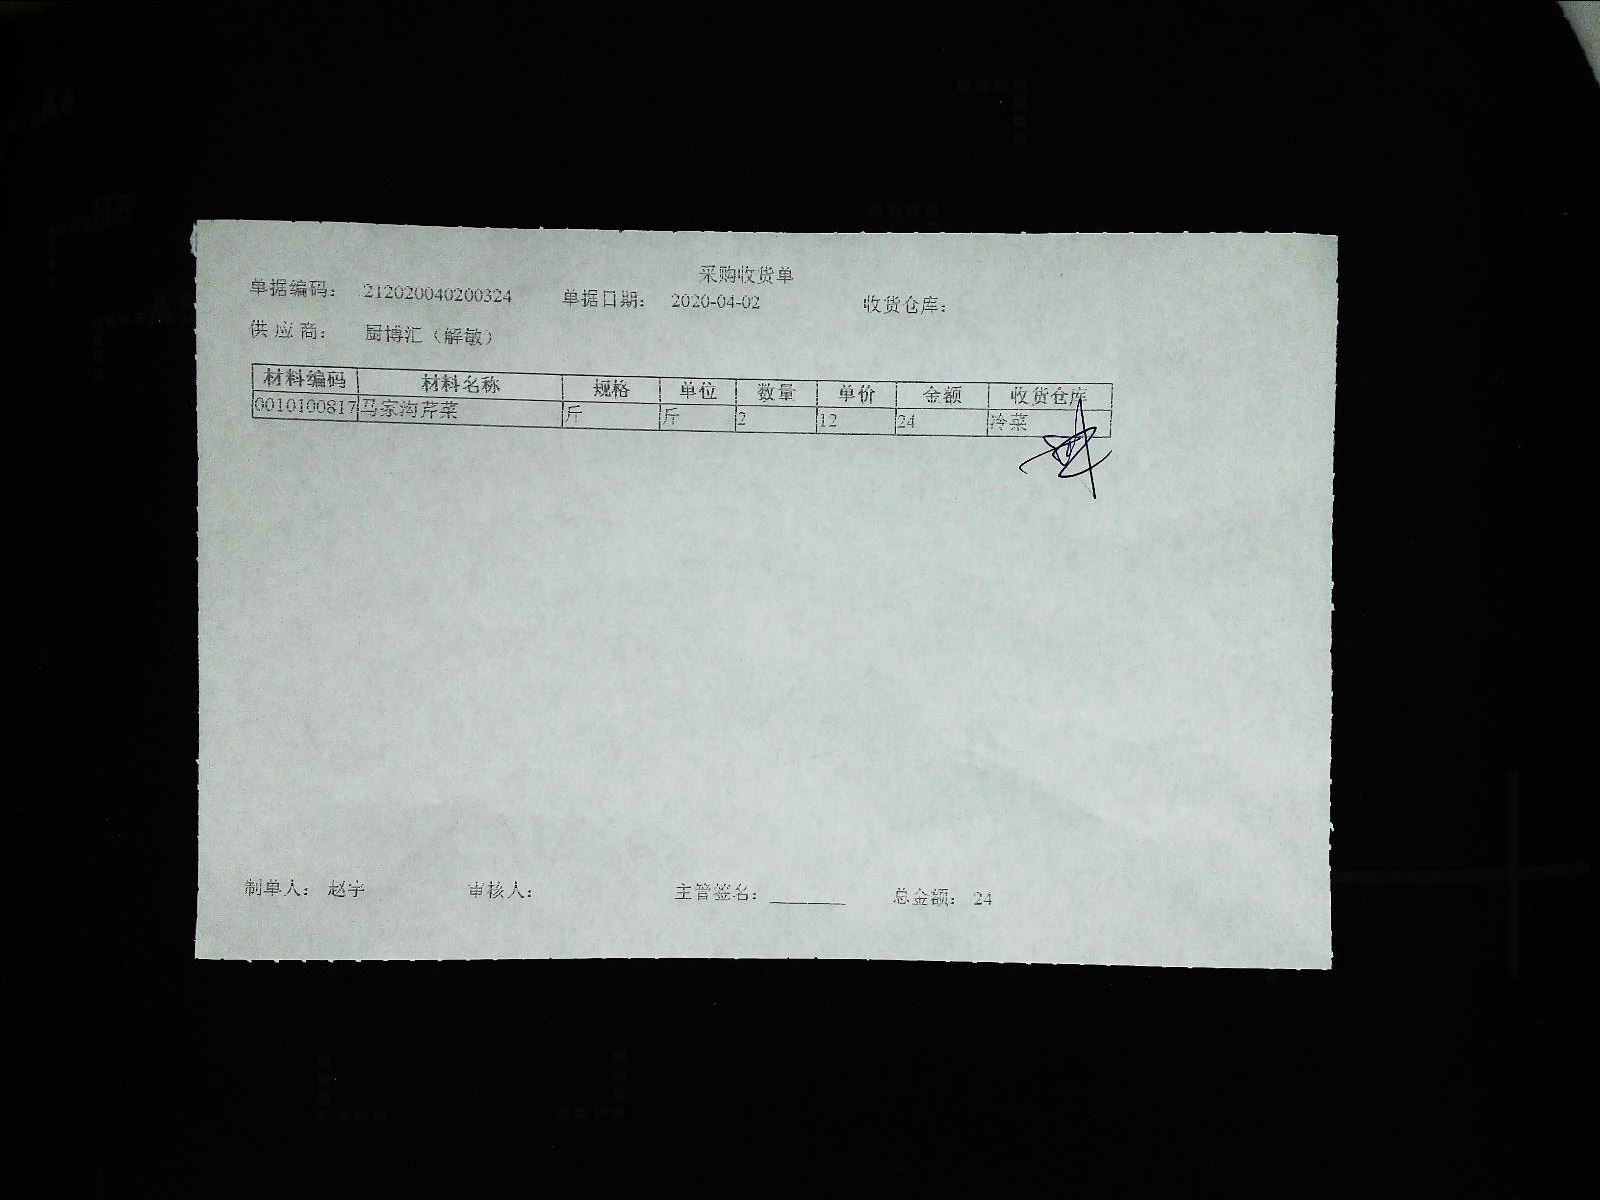 采购收货单
单据编码： 212020040200324 单据日期： 2020-04-02 收货仓库：
供 应 商： 厨博汇（解敏）
材料编码 材料名称 规格 单位 数量 单价 金额 收货仓库
0010100817 马家沟芹菜 斤 斤 2 12 24 冷菜
制单人： 赵宇 审核人： 主管签名： ________ 总金额： 24